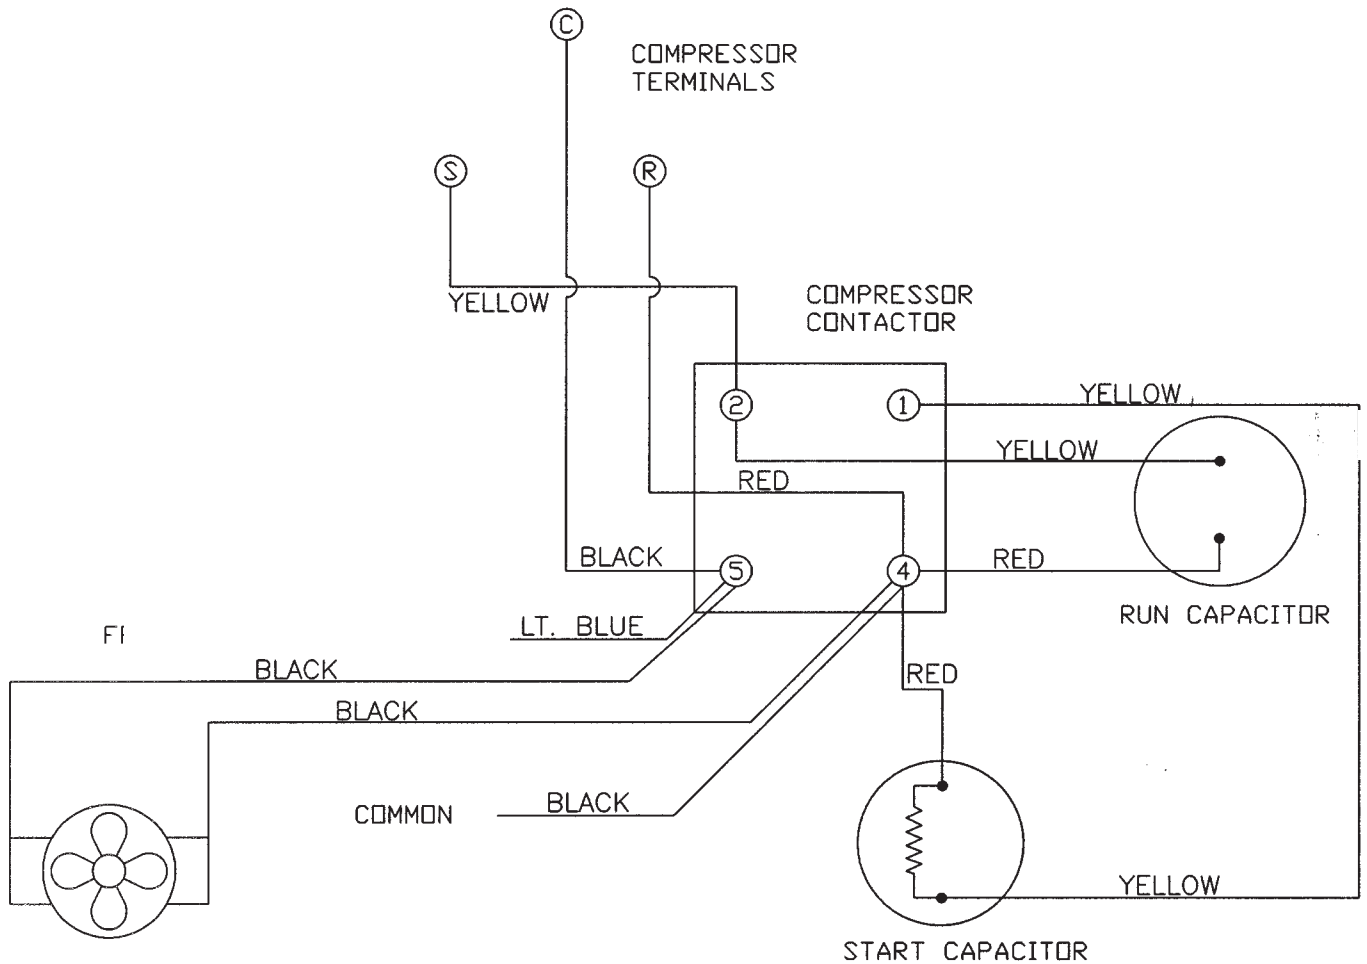 C
COMPRESSOR
TERMINALS
S
R
YELLOW
COMPRESSOR
CONTACTOR
2
1
YELLOW
YELLOW
RED
BLACK
5
4
RED
RUN CAPACITOR
LT. BLUE
BLACK
RED
BLACK
COMMON
BLACK
YELLOW
START CAPACITOR